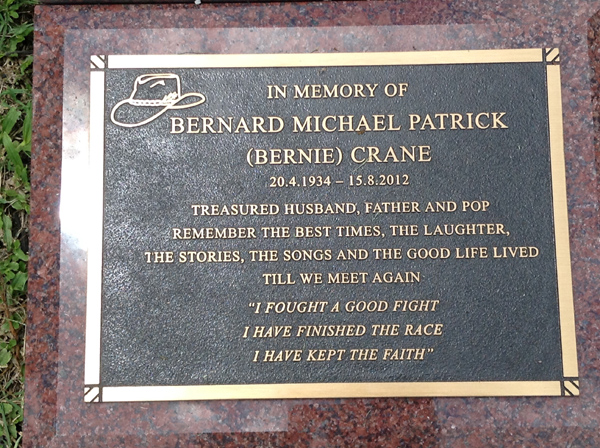 IN MEMORY OF
BERNARD MICHAEL PATRICK
(BERNIE) CRANE
20.4.1934 – 15.8.2012
TREASURED HUSBAND, FATHER AND POP
REMEMBER THE BEST TIMES, THE LAUGHTER,
THE STORIES, THE SONGS AND THE GOOD LIFE LIVED
TILL WE MEET AGAIN
“I FOUGHT A GOOD FIGHT
I HAVE FINISHED THE RACE
I HAVE KEPT THE FAITH”